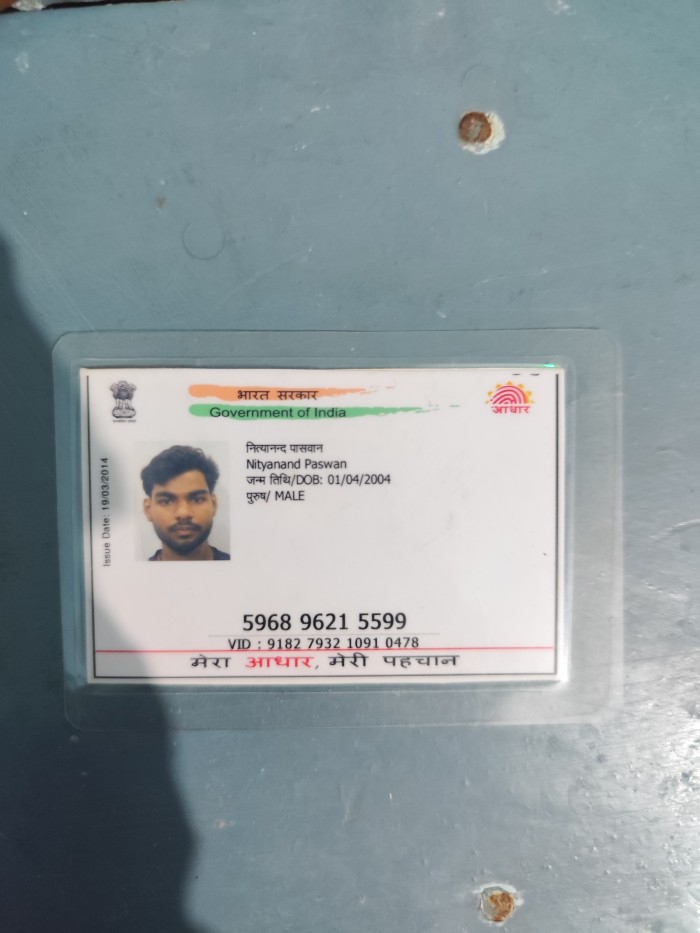 भारत सरकार
Government of India
आधार
Issue Date: 19/03/2014
नित्यानन्द पासवान
Nityanand Paswan
जन्म तिथि/DOB: 01/04/2004
पुरुष/ MALE
5968 9621 5599
VID : 9182 7932 1091 0478
मेरा आधार, मेरी पहचान